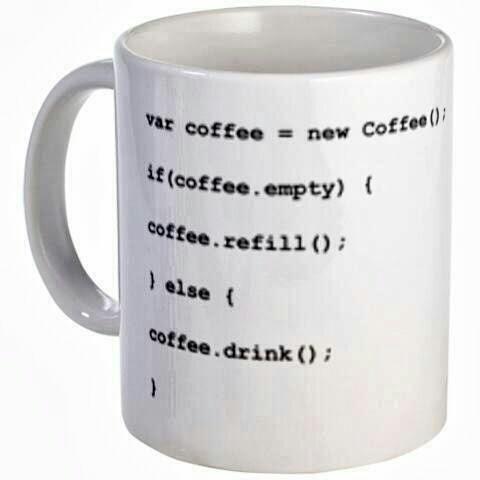 var coffee = new Coffee();
if(coffee.empty) {
coffee.refill();
} else {
coffee.drink();
}